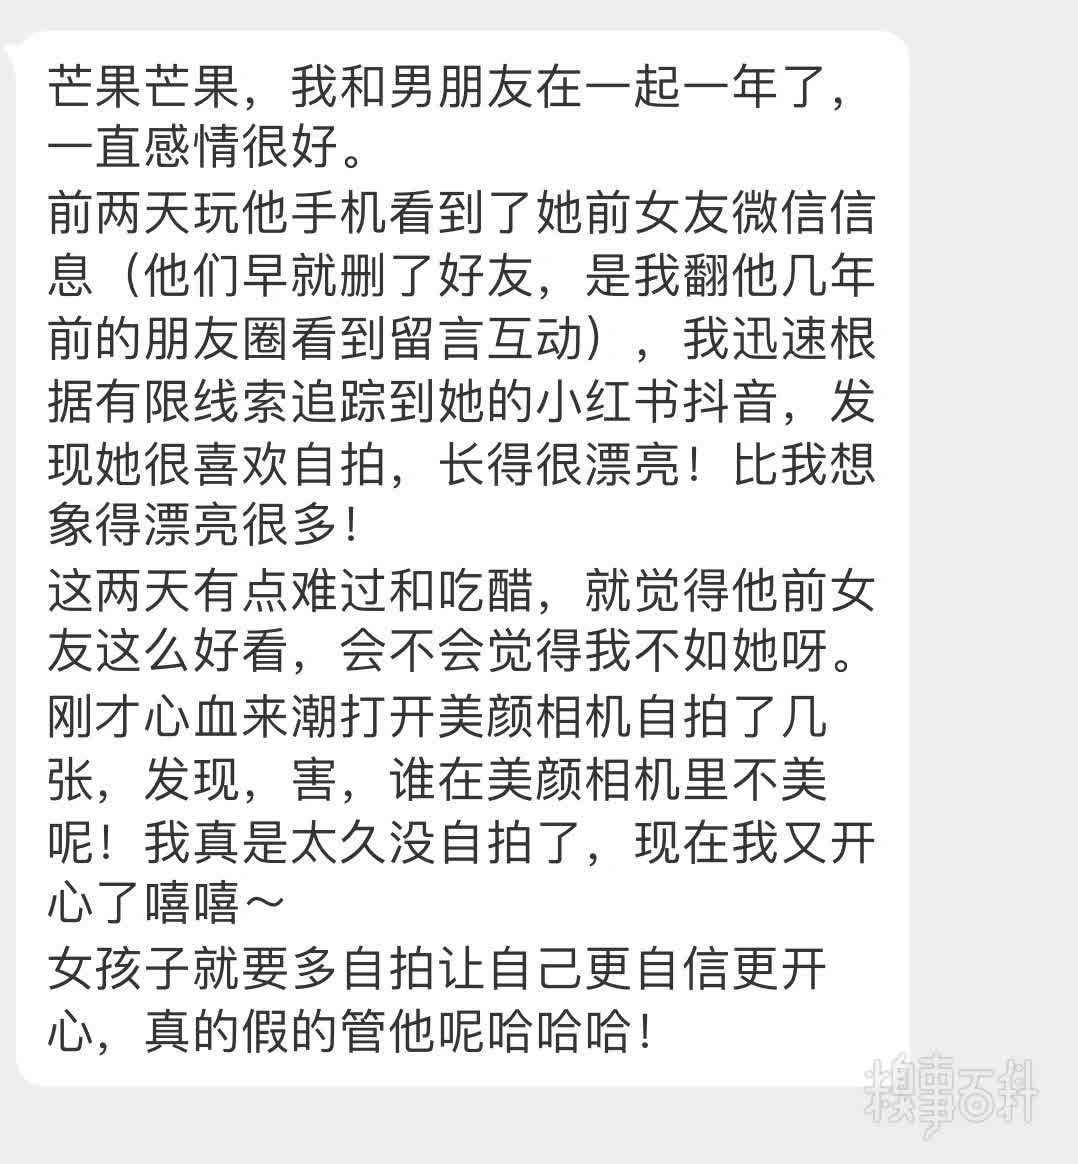 芒果芒果，我和男朋友在一起一年了，
一直感情很好。
前两天玩他手机看到了她前女友微信信
息（他们早就删了好友，是我翻他几年
前的朋友圈看到留言互动），我迅速根
据有限线索追踪到她的小红书抖音，发
现她很喜欢自拍，长得很漂亮！比我想
象得漂亮很多！
这两天有点难过和吃醋，就觉得他前女
友这么好看，会不会觉得我不如她呀。
刚才心血来潮打开美颜相机自拍了几
张，发现，害，谁在美颜相机里不美
呢！我真是太久没自拍了，现在我又开
心了嘻嘻～
女孩子就要多自拍让自己更自信更开
心，真的假的管他呢哈哈哈！
糗事百科